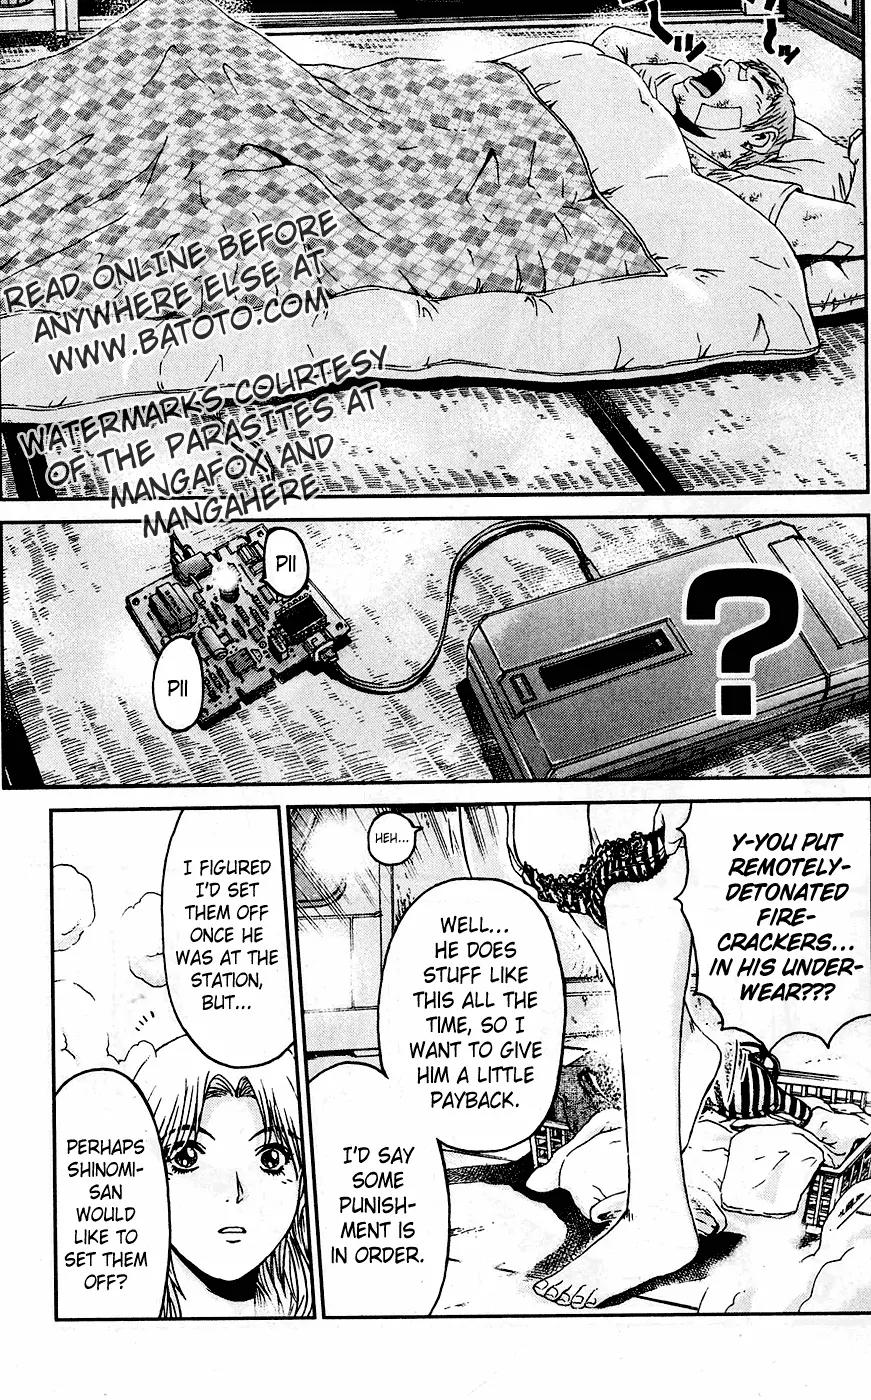 READ ONLINE BEFORE
ANYWHERE ELSE AT
WWW.BATOTO.COM
WATERMARKS COURTESY
OF THE PARASITES AT
MANGAFOX AND
MANGAHERE
PII
PII
?
Y-YOU PUT
REMOTELY-
DETONATED
FIRE-
CRACKERS...
IN HIS UNDER-
WEAR???
HEH...
WELL...
HE DOES
STUFF LIKE
THIS ALL THE
TIME, SO I
WANT TO GIVE
HIM A LITTLE
PAYBACK.
I'D SAY
SOME
PUNISH-
MENT IS
IN ORDER.
I FIGURED
I'D SET
THEM OFF
ONCE HE
WAS AT THE
STATION,
BUT...
PERHAPS
SHINOMI-
SAN
WOULD
LIKE TO
SET THEM
OFF?